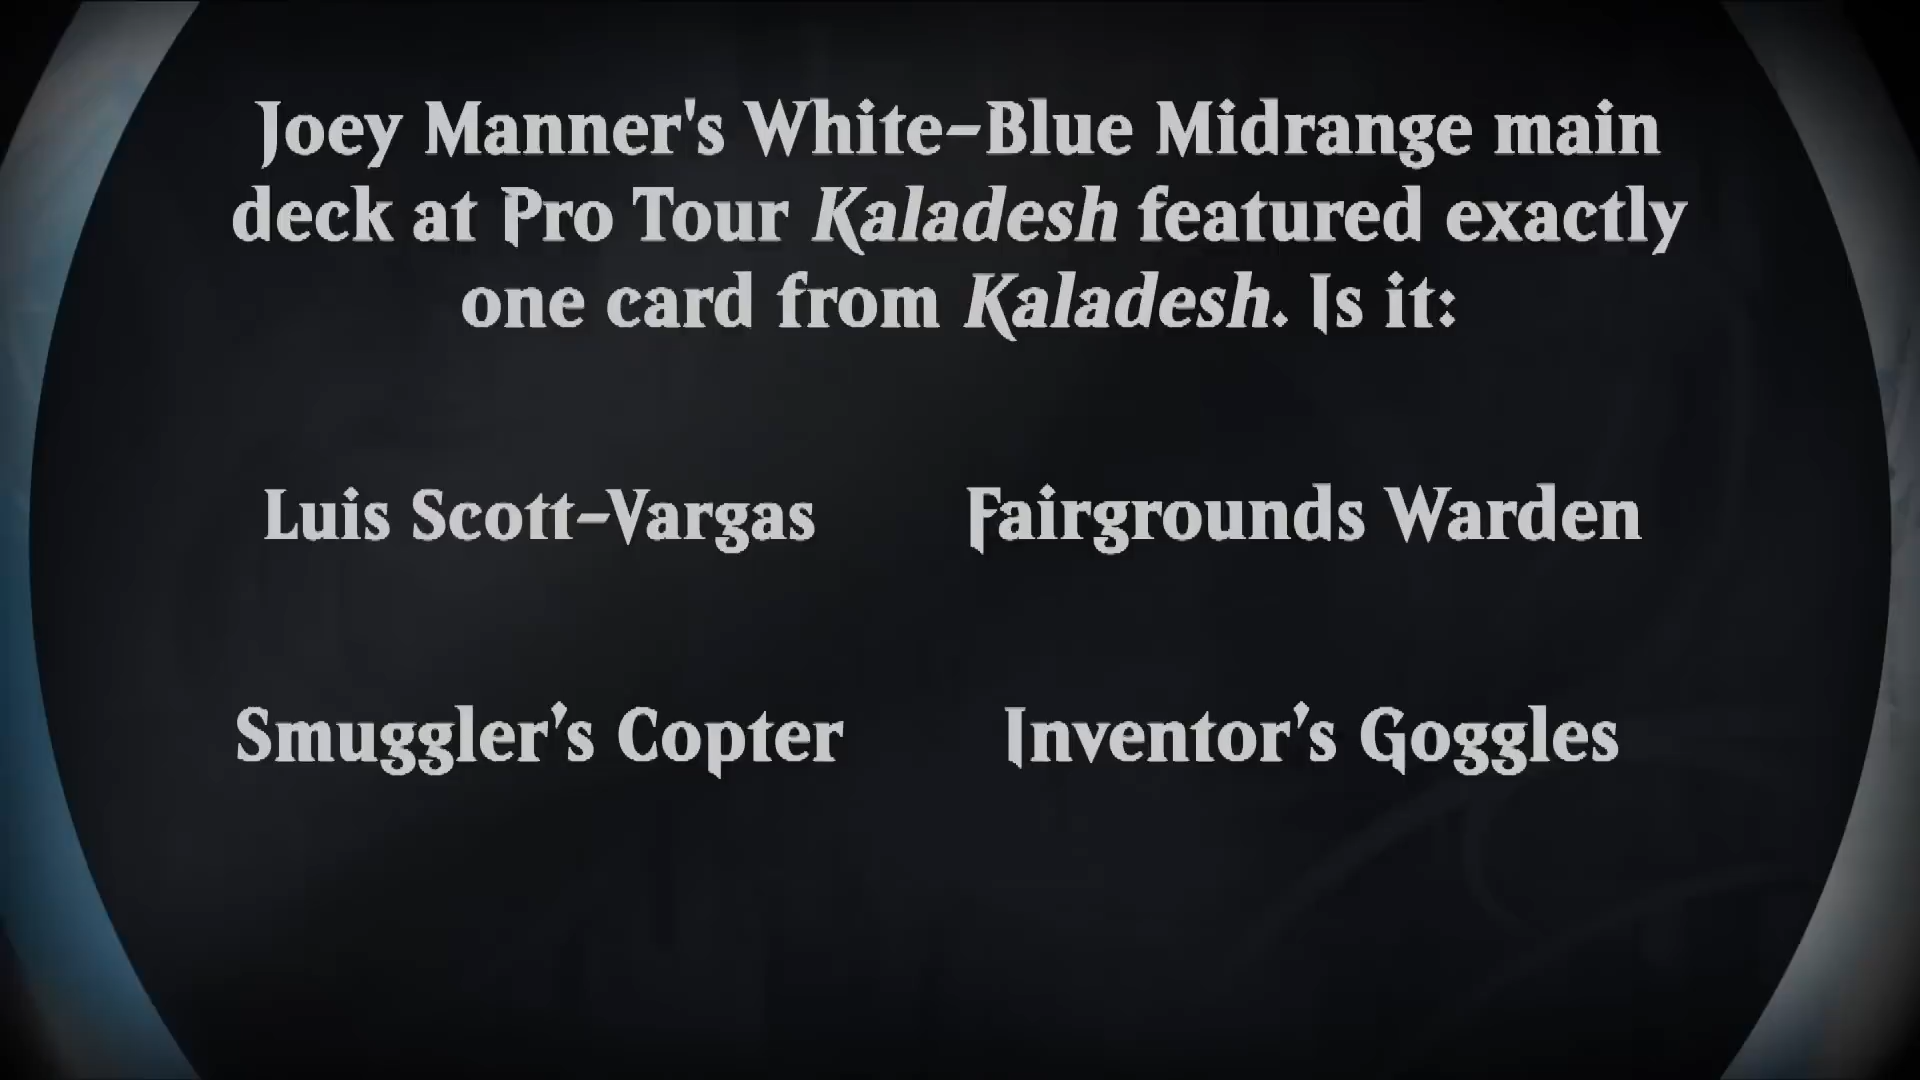 Joey Manner's White-Blue Midrange main
deck at Pro Tour Kaladesh featured exactly
one card from Kaladesh. Is it:
Luis Scott-Vargas
Fairgrounds Warden
Smuggler's Copter
Inventor's Goggles